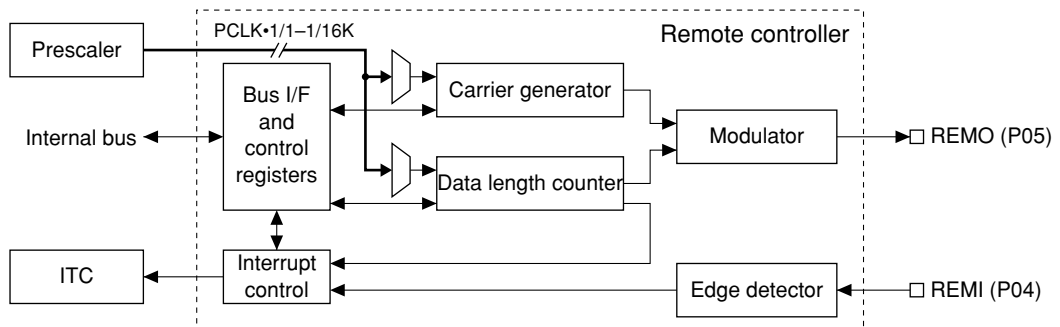 PCLK•1/1–1/16K
Remote controller
Prescaler
Bus I/F
and
control
registers
Carrier generator
Modulator
REMO (P05)
Internal bus
Data length counter
ITC
Interrupt
control
Edge detector
REMI (P04)